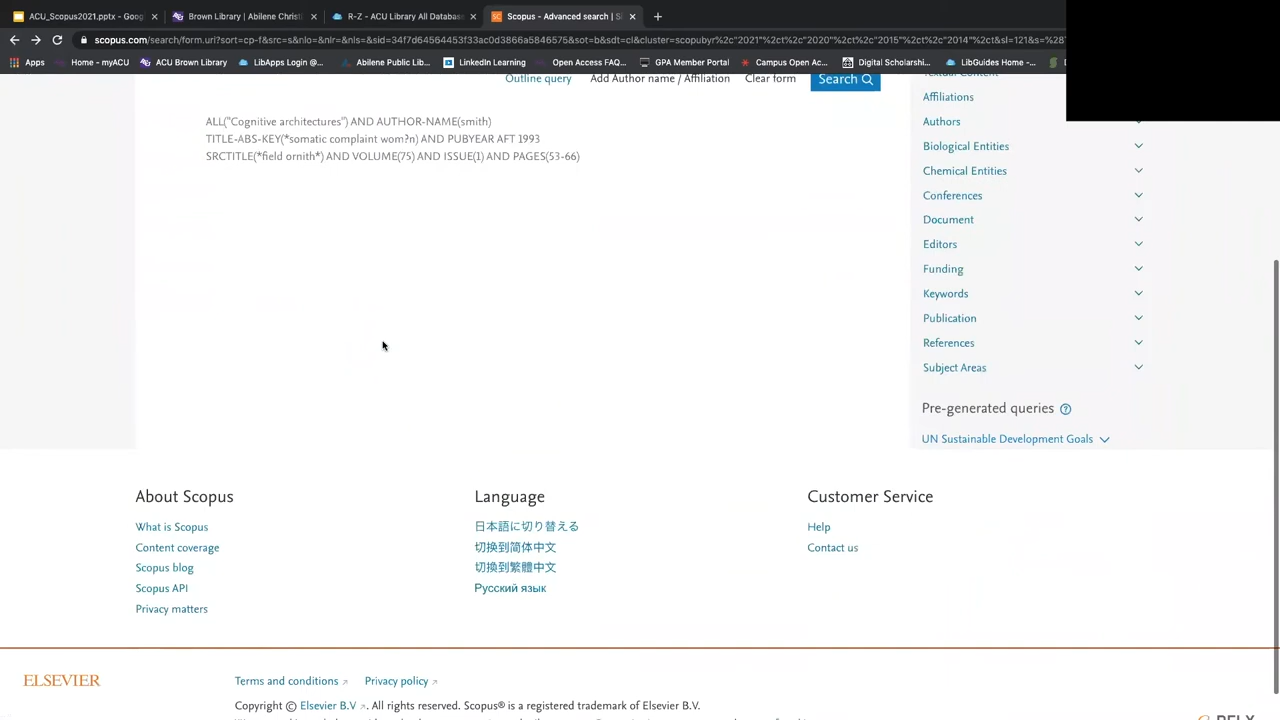 ACU_Scopus2021.pptx - Goog
Brown Library | Abilene Christ
R-Z - ACU Library All Databas
Scopus - Advanced search | Si
scopus.com/search/form.uri?sort=cp-f&src=s&nlo=&nlr=&nls=&sid=34f7d64564453f33ac0d3866a5846575&sot=b&sdt=cl&cluster=scopubyr%2c"2021"%2ct%2c"2020"%2ct%2c"2015"%2ct%2c"2014"%2ct&sl=121&s=%28"
Apps
Home - myACU
ACU Brown Library
LibApps Login @...
Abilene Public Lib...
LinkedIn Learning
Open Access FAQ...
GPA Member Portal
Campus Open Ac...
Digital Scholarshi...
LibGuides Home -...
Outline query
Add Author name / Affiliation
Clear form
Search
Textual Content
ALL("Cognitive architectures") AND AUTHOR-NAME(smith)
TITLE-ABS-KEY(*somatic complaint wom?n) AND PUBYEAR AFT 1993
SRCTITLE(*field ornith*) AND VOLUME(75) AND ISSUE(1) AND PAGES(53-66)
Affiliations
Authors
Biological Entities
Chemical Entities
Conferences
Document
Editors
Funding
Keywords
Publication
References
Subject Areas
Pre-generated queries
UN Sustainable Development Goals
About Scopus
What is Scopus
Content coverage
Scopus blog
Scopus API
Privacy matters
Language
日本語に切り替える
切换到简体中文
切換到繁體中文
Русский язык
Customer Service
Help
Contact us
ELSEVIER
Terms and conditions
Privacy policy
Copyright © Elsevier B.V. All rights reserved. Scopus® is a registered trademark of Elsevier B.V.